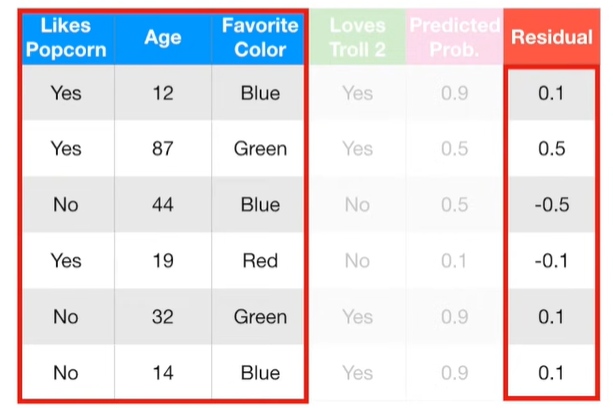 Likes Popcorn Age Favorite Color Loves Troll 2 Predicted Prob. Residual
Yes 12 Blue Yes 0.9 0.1
Yes 87 Green Yes 0.5 0.5
No 44 Blue No 0.5 -0.5
Yes 19 Red No 0.1 -0.1
No 32 Green Yes 0.9 0.1
No 14 Blue Yes 0.9 0.1